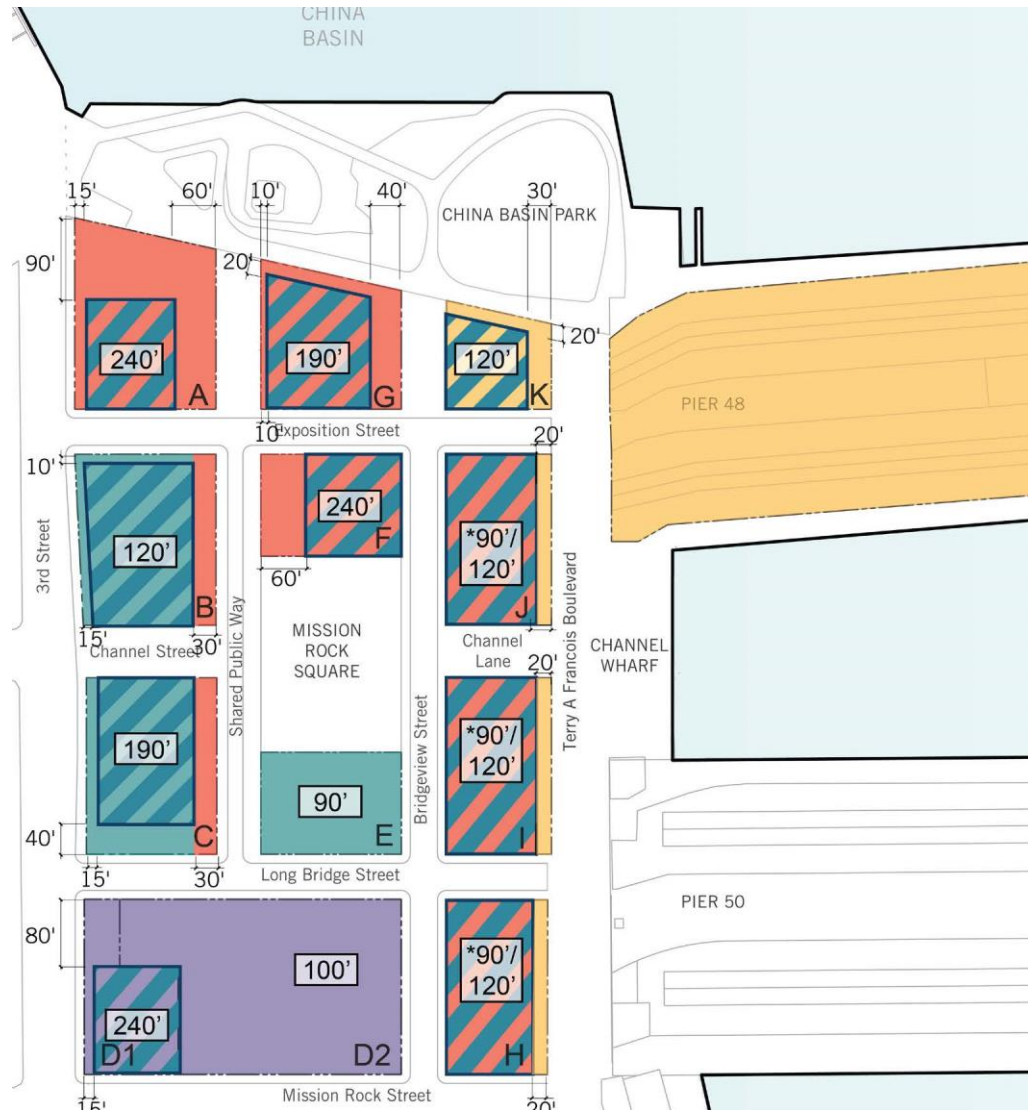 CHINA
BASIN
15'
60'
10'
40'
30'
CHINA BASIN PARK
90'
20'
20'
240'
190'
120'
A
G
K
PIER 48
10'
Exposition Street
20'
10'
240'
F
120'
*90'/
120'
3rd Street
60'
B
J
15'
30'
Channel Street
Shared Public Way
MISSION
ROCK
SQUARE
Channel
Lane
20'
Terry A Francois Boulevard
CHANNEL
WHARF
190'
*90'/
120'
Bridgeview Street
90'
40'
C
E
I
15'
30'
Long Bridge Street
80'
PIER 50
100'
*90'/
120'
240'
D1
D2
H
15'
Mission Rock Street
20'